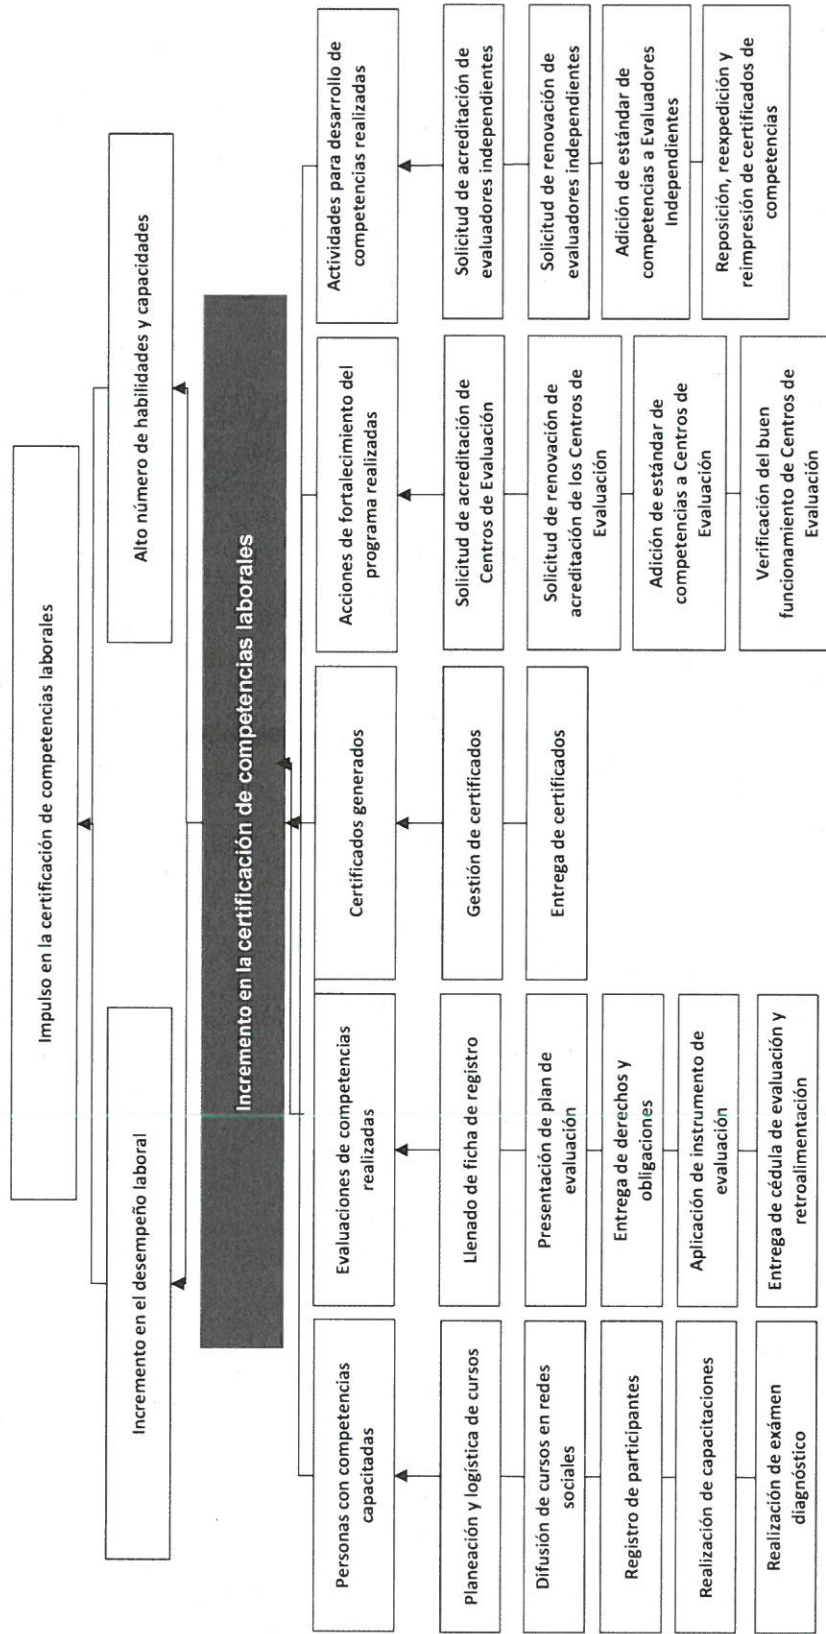 Impulso en la certificación de competencias laborales
Incremento en el desempeño laboral
Alto número de habilidades y capacidades
Incremento en la certificación de competencias laborales
Personas con competencias
capacitadas
Planeación y logística de cursos
Difusión de cursos en redes
sociales
Registro de participantes
Realización de capacitaciones
Realización de exámen
diagnóstico
Evaluaciones de competencias
realizadas
Llenado de ficha de registro
Presentación de plan de
evaluación
Entrega de derechos y
obligaciones
Aplicación de instrumento de
evaluación
Entrega de cédula de evaluación y
retroalimentación
Certificados generados
Gestión de certificados
Entrega de certificados
Acciones de fortalecimiento del
programa realizadas
Solicitud de acreditación de
Centros de Evaluación
Solicitud de renovación de
acreditación de los Centros de
Evaluación
Adición de estándar de
competencias a Centros de
Evaluación
Verificación del buen
funcionamiento de Centros de
Evaluación
Actividades para desarrollo de
competencias realizadas
Solicitud de acreditación de
evaluadores independientes
Solicitud de renovación de
evaluadores independientes
Adición de estándar de
competencias a Evaluadores
Independientes
Reposición, reexpedición y
reimpresión de certificados de
competencias